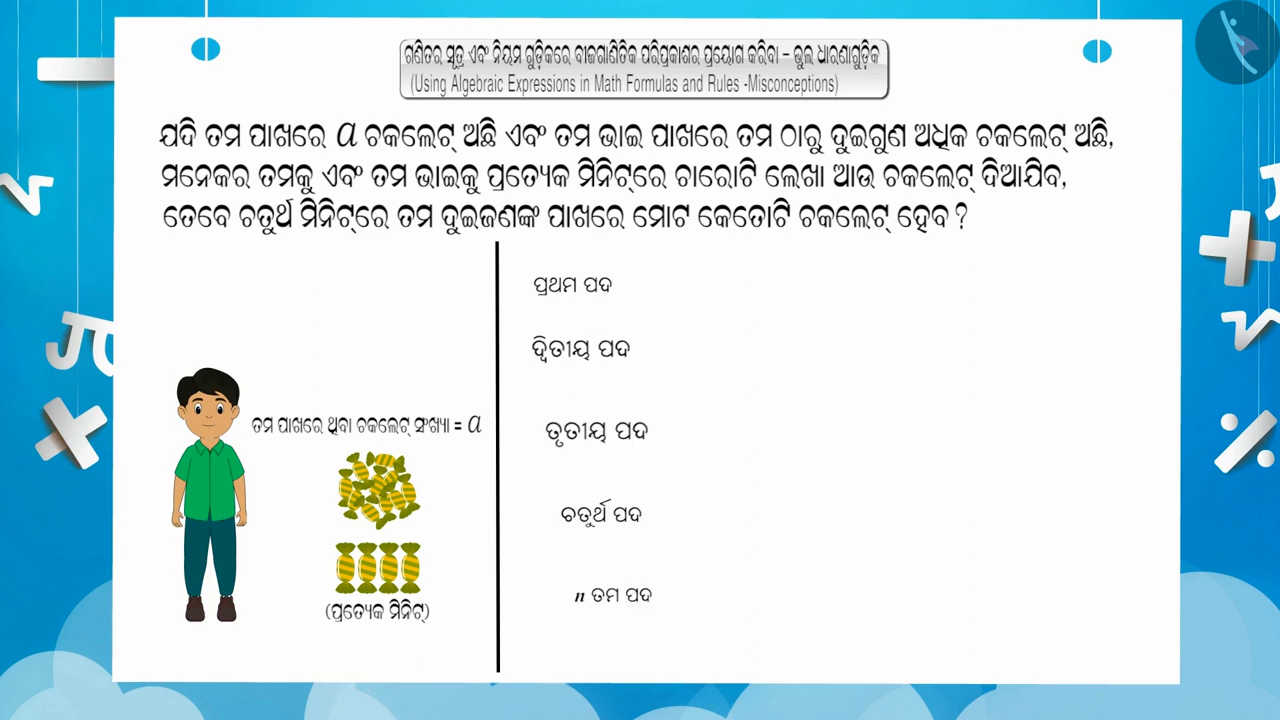 ଗଣିତର ସୂତ୍ର ଏବଂ ନିୟମ ଗୁଡ଼ିକରେ ବୀଜଗାଣିତିକ ପରିପ୍ରକାଶର ପ୍ରୟୋଗ କରିବା – ଭୁଲ ଧାରଣାଗୁଡ଼ିକ
(Using Algebraic Expressions in Math Formulas and Rules -Misconceptions)
ଯଦି ତମ ପାଖରେ a ଚକଲେଟ୍ ଅଛି ଏବଂ ତମ ଭାଇ ପାଖରେ ତମ ଠାରୁ ଦୁଇଗୁଣ ଅଧିକ ଚକଲେଟ୍ ଅଛି,
ମନେକର ତମକୁ ଏବଂ ତମ ଭାଇକୁ ପ୍ରତ୍ୟେକ ମିନିଟ୍‌ରେ ଚାରୋଟି ଲେଖା ଆଉ ଚକଲେଟ୍ ଦିଆଯିବ,
ତେବେ ଚତୁର୍ଥ ମିନିଟ୍‌ରେ ତମ ଦୁଇଜଣଙ୍କ ପାଖରେ ମୋଟ କେତୋଟି ଚକଲେଟ୍ ହେବ ?
ତମ ପାଖରେ ଥିବା ଚକଲେଟ୍ ସଂଖ୍ୟା = a
(ପ୍ରତ୍ୟେକ ମିନିଟ୍)
ପ୍ରଥମ ପଦ
ଦ୍ୱିତୀୟ ପଦ
ତୃତୀୟ ପଦ
ଚତୁର୍ଥ ପଦ
n ତମ ପଦ